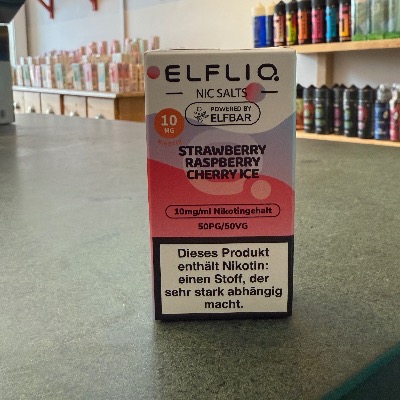 ELFLIQ
NIC SALTS
POWERED BY
ELFBAR
10
MG
STRAWBERRY
RASPBERRY
CHERRY ICE
10mg/ml Nikotingehalt
50PG/50VG
Dieses Produkt
enthält Nikotin:
einen Stoff, der
sehr stark abhängig
macht.